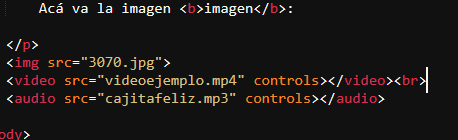 Acá va la imagen <b>imagen</b>:
</p>
<img src="3070.jpg">
<video src="videoejemplo.mp4" controls></video><br>
<audio src="cajitafeliz.mp3" controls></audio>
ody>